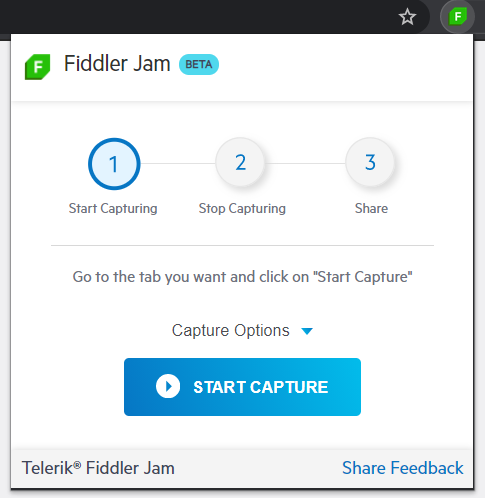 F
F Fiddler Jam BETA
1 2 3
Start Capturing Stop Capturing Share
Go to the tab you want and click on "Start Capture"
Capture Options
START CAPTURE
Telerik® Fiddler Jam Share Feedback